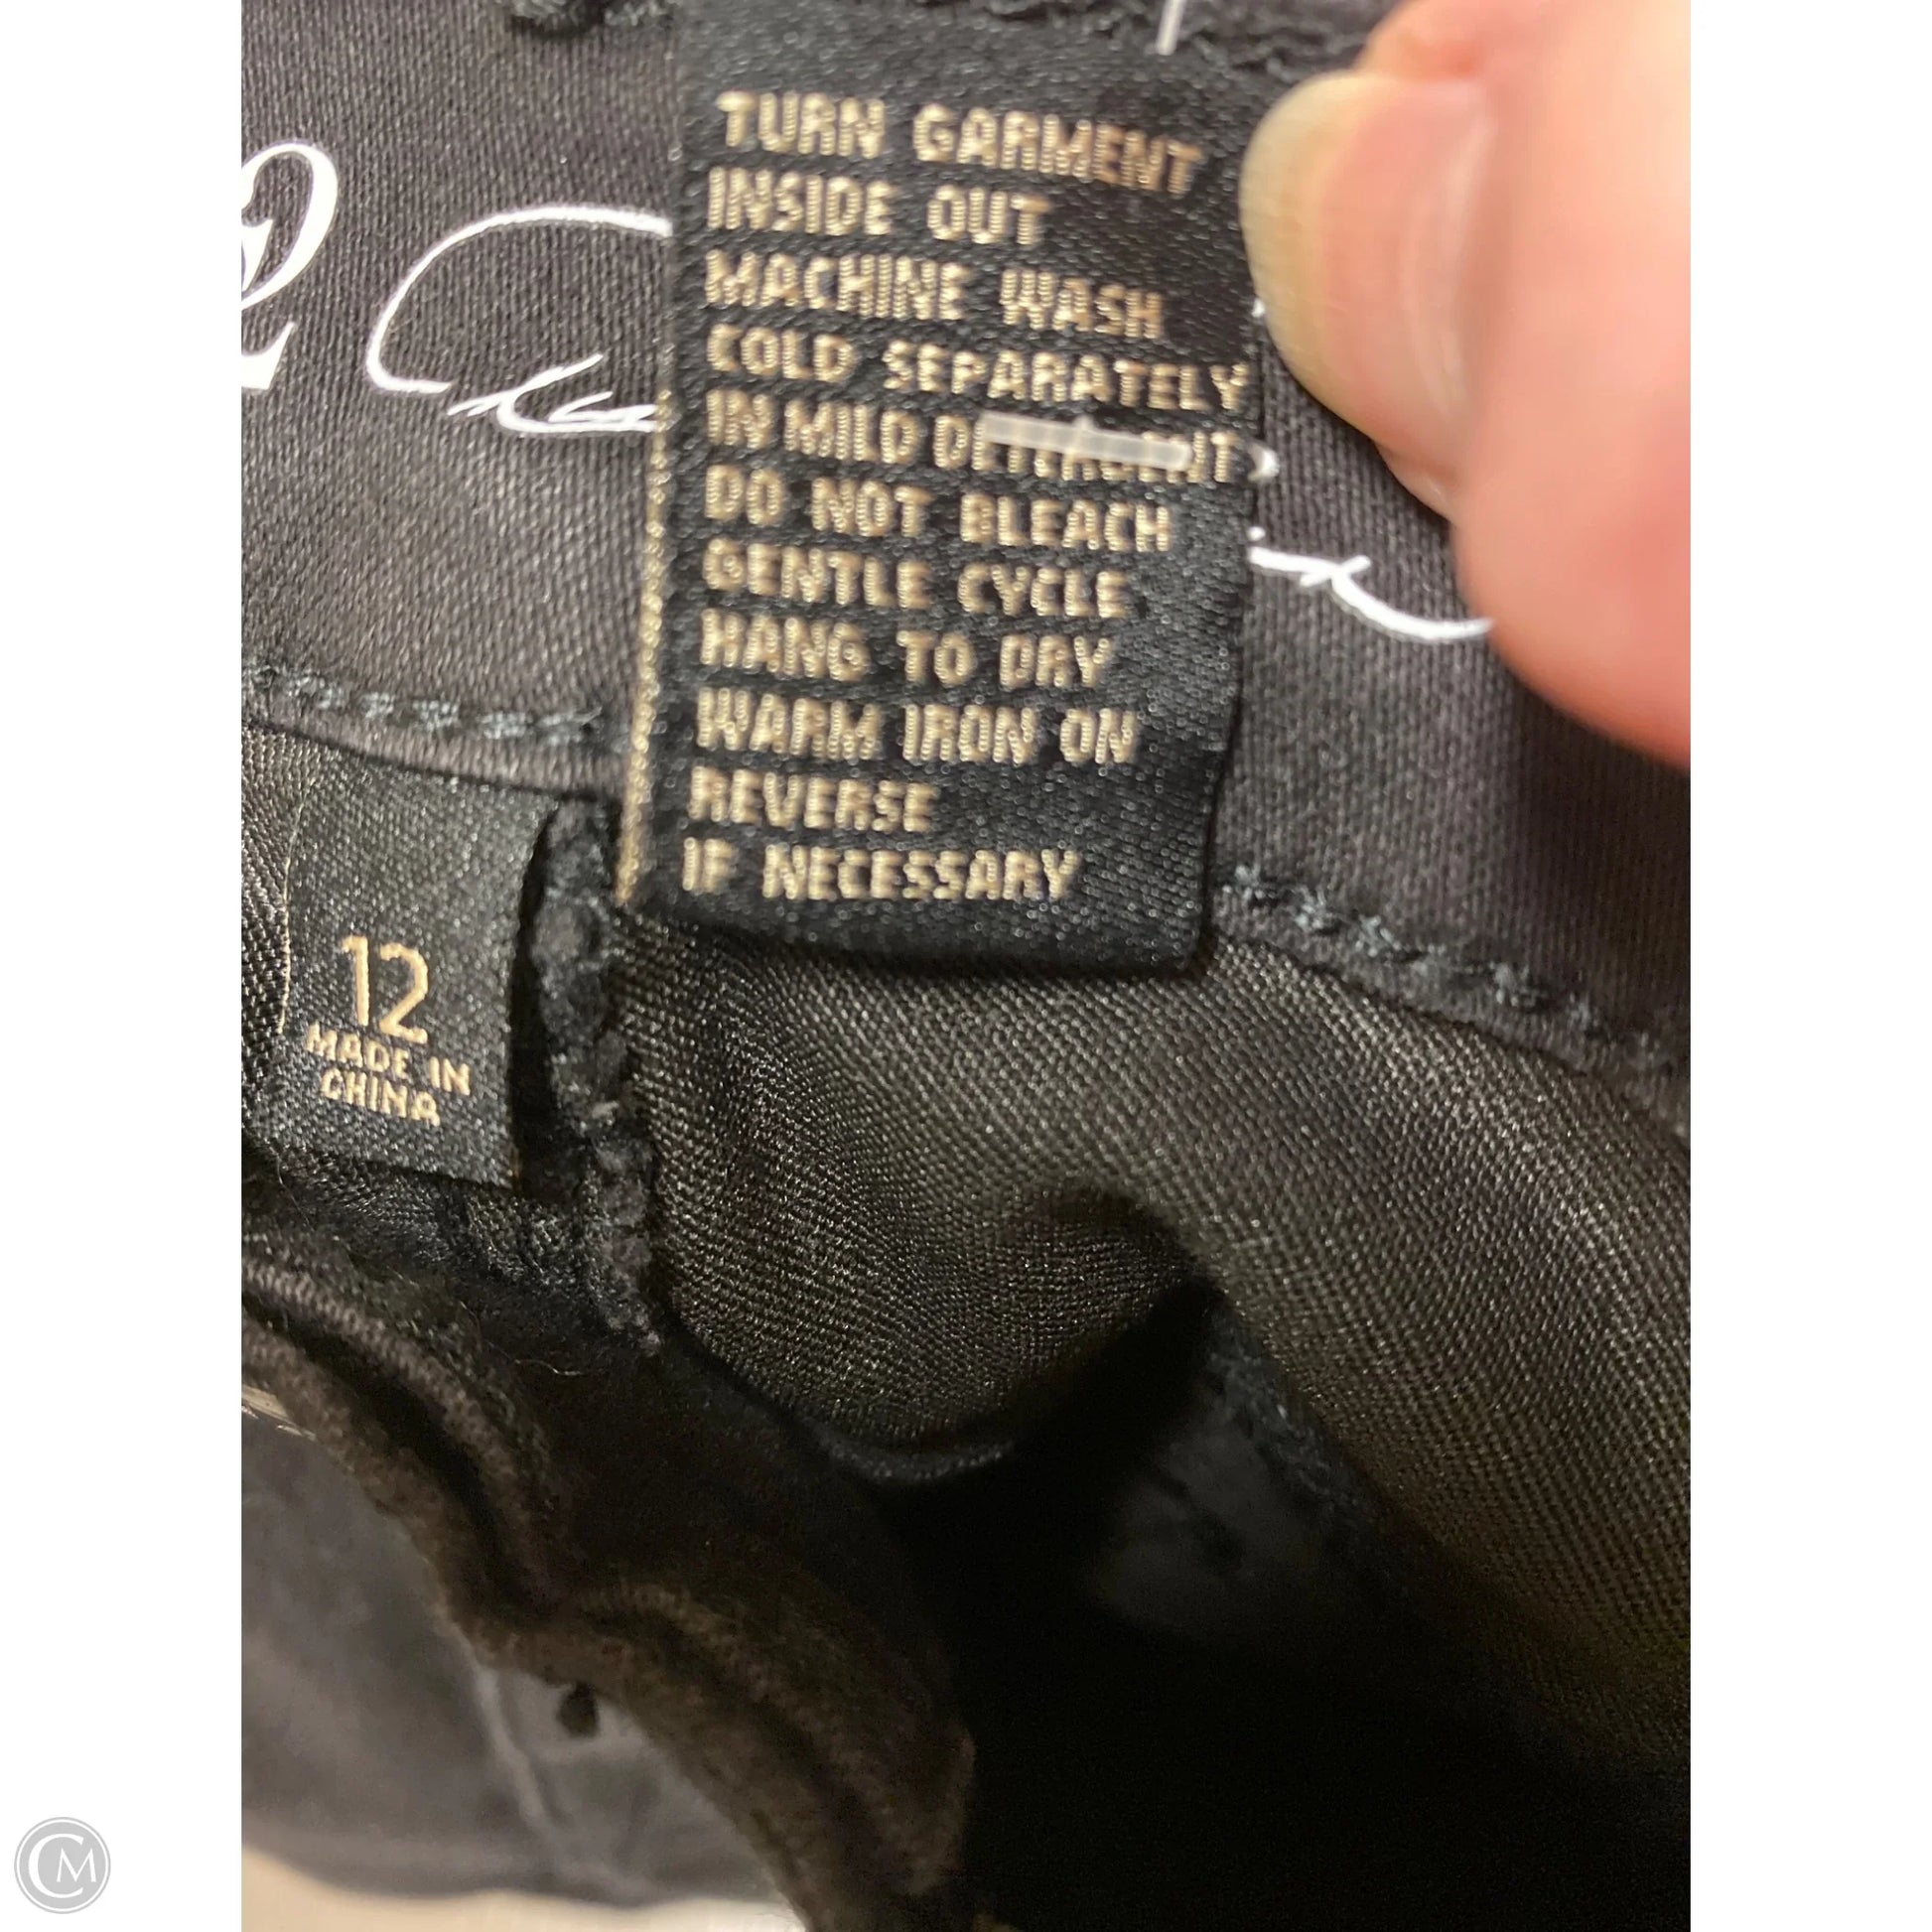 TURN GARMENT
INSIDE OUT
MACHINE WASH
COLD SEPARATELY
IN MILD DETERGENT
DO NOT BLEACH
GENTLE CYCLE
HANG TO DRY
WARM IRON ON
REVERSE
IF NECESSARY
12
MADE IN
CHINA
CM